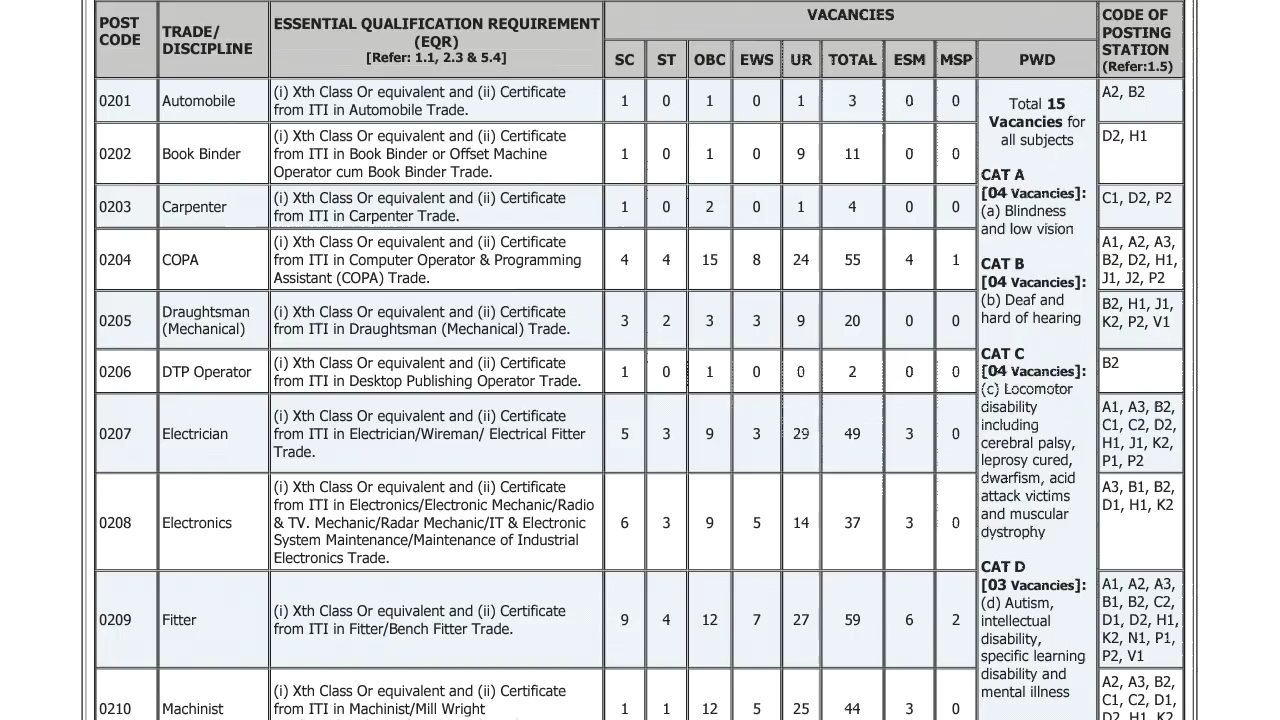 POST CODE
TRADE/ DISCIPLINE
ESSENTIAL QUALIFICATION REQUIREMENT
(EQR)
[Refer: 1.1, 2.3 & 5.4]
VACANCIES
SC ST OBC EWS UR TOTAL ESM MSP PWD
CODE OF
POSTING
STATION
(Refer:1.5)
0201 Automobile
(i) Xth Class Or equivalent and (ii) Certificate
from ITI in Automobile Trade.
1 0 1 0 1 3 0 0
A2, B2
0202 Book Binder
(i) Xth Class Or equivalent and (ii) Certificate
from ITI in Book Binder or Offset Machine
Operator cum Book Binder Trade.
1 0 1 0 9 11 0 0
D2, H1
0203 Carpenter
(i) Xth Class Or equivalent and (ii) Certificate
from ITI in Carpenter Trade.
1 0 2 0 1 4 0 0
C1, D2, P2
0204 COPA
(i) Xth Class Or equivalent and (ii) Certificate
from ITI in Computer Operator & Programming
Assistant (COPA) Trade.
4 4 15 8 24 55 4 1
A1, A2, A3,
B2, D2, H1,
J1, J2, P2
0205 Draughtsman
(Mechanical)
(i) Xth Class Or equivalent and (ii) Certificate
from ITI in Draughtsman (Mechanical) Trade.
3 2 3 3 9 20 0 0
B2, H1, J1,
K2, P2, V1
0206 DTP Operator
(i) Xth Class Or equivalent and (ii) Certificate
from ITI in Desktop Publishing Operator Trade.
1 0 1 0 0 2 0 0
B2
0207 Electrician
(i) Xth Class Or equivalent and (ii) Certificate
from ITI in Electrician/Wireman/ Electrical Fitter
Trade.
5 3 9 3 29 49 3 0
A1, A3, B2,
C1, C2, D2,
H1, J1, K2,
P1, P2
0208 Electronics
(i) Xth Class Or equivalent and (ii) Certificate
from ITI in Electronics/Electronic Mechanic/Radio
& TV. Mechanic/Radar Mechanic/IT & Electronic
System Maintenance/Maintenance of Industrial
Electronics Trade.
6 3 9 5 14 37 3 0
A3, B1, B2,
D1, H1, K2
0209 Fitter
(i) Xth Class Or equivalent and (ii) Certificate
from ITI in Fitter/Bench Fitter Trade.
9 4 12 7 27 59 6 2
A1, A2, A3,
B1, B2, C2,
D1, D2, H1,
K2, N1, P1,
P2, V1
0210 Machinist
(i) Xth Class Or equivalent and (ii) Certificate
from ITI in Machinist/Mill Wright
1 1 12 5 25 44 3 0
A2, A3, B2,
C1, C2, D1,
D2, H1, K2
Total 15
Vacancies for
all subjects
CAT A
[04 Vacancies]:
(a) Blindness
and low vision
CAT B
[04 Vacancies]:
(b) Deaf and
hard of hearing
CAT C
[04 Vacancies]:
(c) Locomotor
disability
including
cerebral palsy,
leprosy cured,
dwarfism, acid
attack victims
and muscular
dystrophy
CAT D
[03 Vacancies]:
(d) Autism,
intellectual
disability,
specific learning
disability and
mental illness